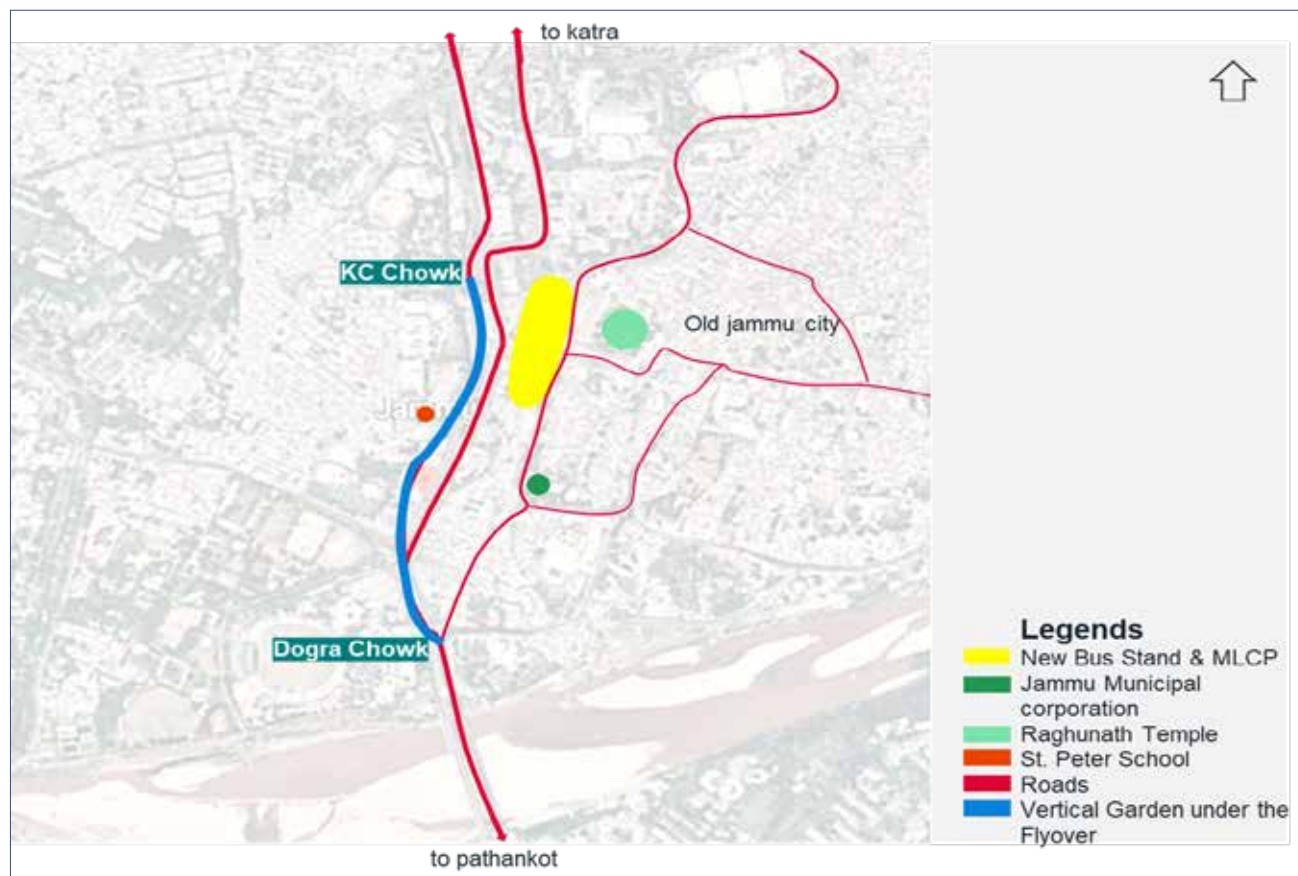 to katra
KC Chowk
Old jammu city
Dogra Chowk
to pathankot
Legends
New Bus Stand & MLCP
Jammu Municipal
corporation
Raghunath Temple
St. Peter School
Roads
Vertical Garden under the
Flyover